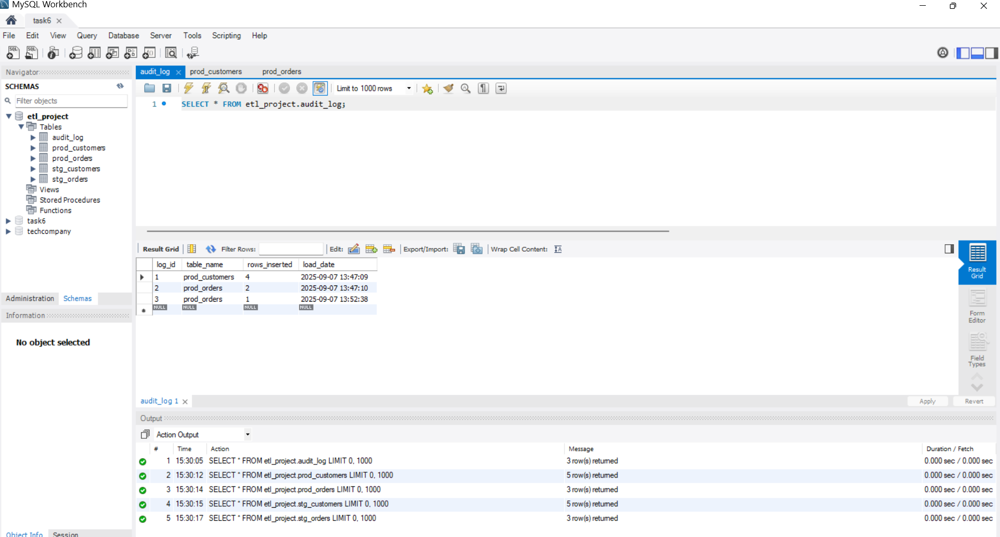 MySQL Workbench
task6
File Edit View Query Database Server Tools Scripting Help
Navigator
SCHEMAS
Filter objects
etl_project
Tables
audit_log
prod_customers
prod_orders
stg_customers
stg_orders
Views
Stored Procedures
Functions
task6
techcompany
Administration Schemas
Information
No object selected
Object Info Session
audit_log prod_customers prod_orders
Limit to 1000 rows
1 SELECT * FROM etl_project.audit_log;
Result Grid Filter Rows: Edit: Export/Import: Wrap Cell Content:
log_id table_name rows_inserted load_date
1 prod_customers 4 2025-09-07 13:47:09
2 prod_orders 2 2025-09-07 13:47:10
3 prod_orders 1 2025-09-07 13:52:38
NULL NULL NULL NULL
Result
Grid
Form
Editor
Field
Types
audit_log 1
Apply Revert
Output
Action Output
# Time Action Message Duration / Fetch
1 15:30:05 SELECT * FROM etl_project.audit_log LIMIT 0, 1000 3 row(s) returned 0.000 sec / 0.000 sec
2 15:30:12 SELECT * FROM etl_project.prod_customers LIMIT 0, 1000 5 row(s) returned 0.000 sec / 0.000 sec
3 15:30:14 SELECT * FROM etl_project.prod_orders LIMIT 0, 1000 3 row(s) returned 0.000 sec / 0.000 sec
4 15:30:15 SELECT * FROM etl_project.stg_customers LIMIT 0, 1000 5 row(s) returned 0.000 sec / 0.000 sec
5 15:30:17 SELECT * FROM etl_project.stg_orders LIMIT 0, 1000 3 row(s) returned 0.000 sec / 0.000 sec